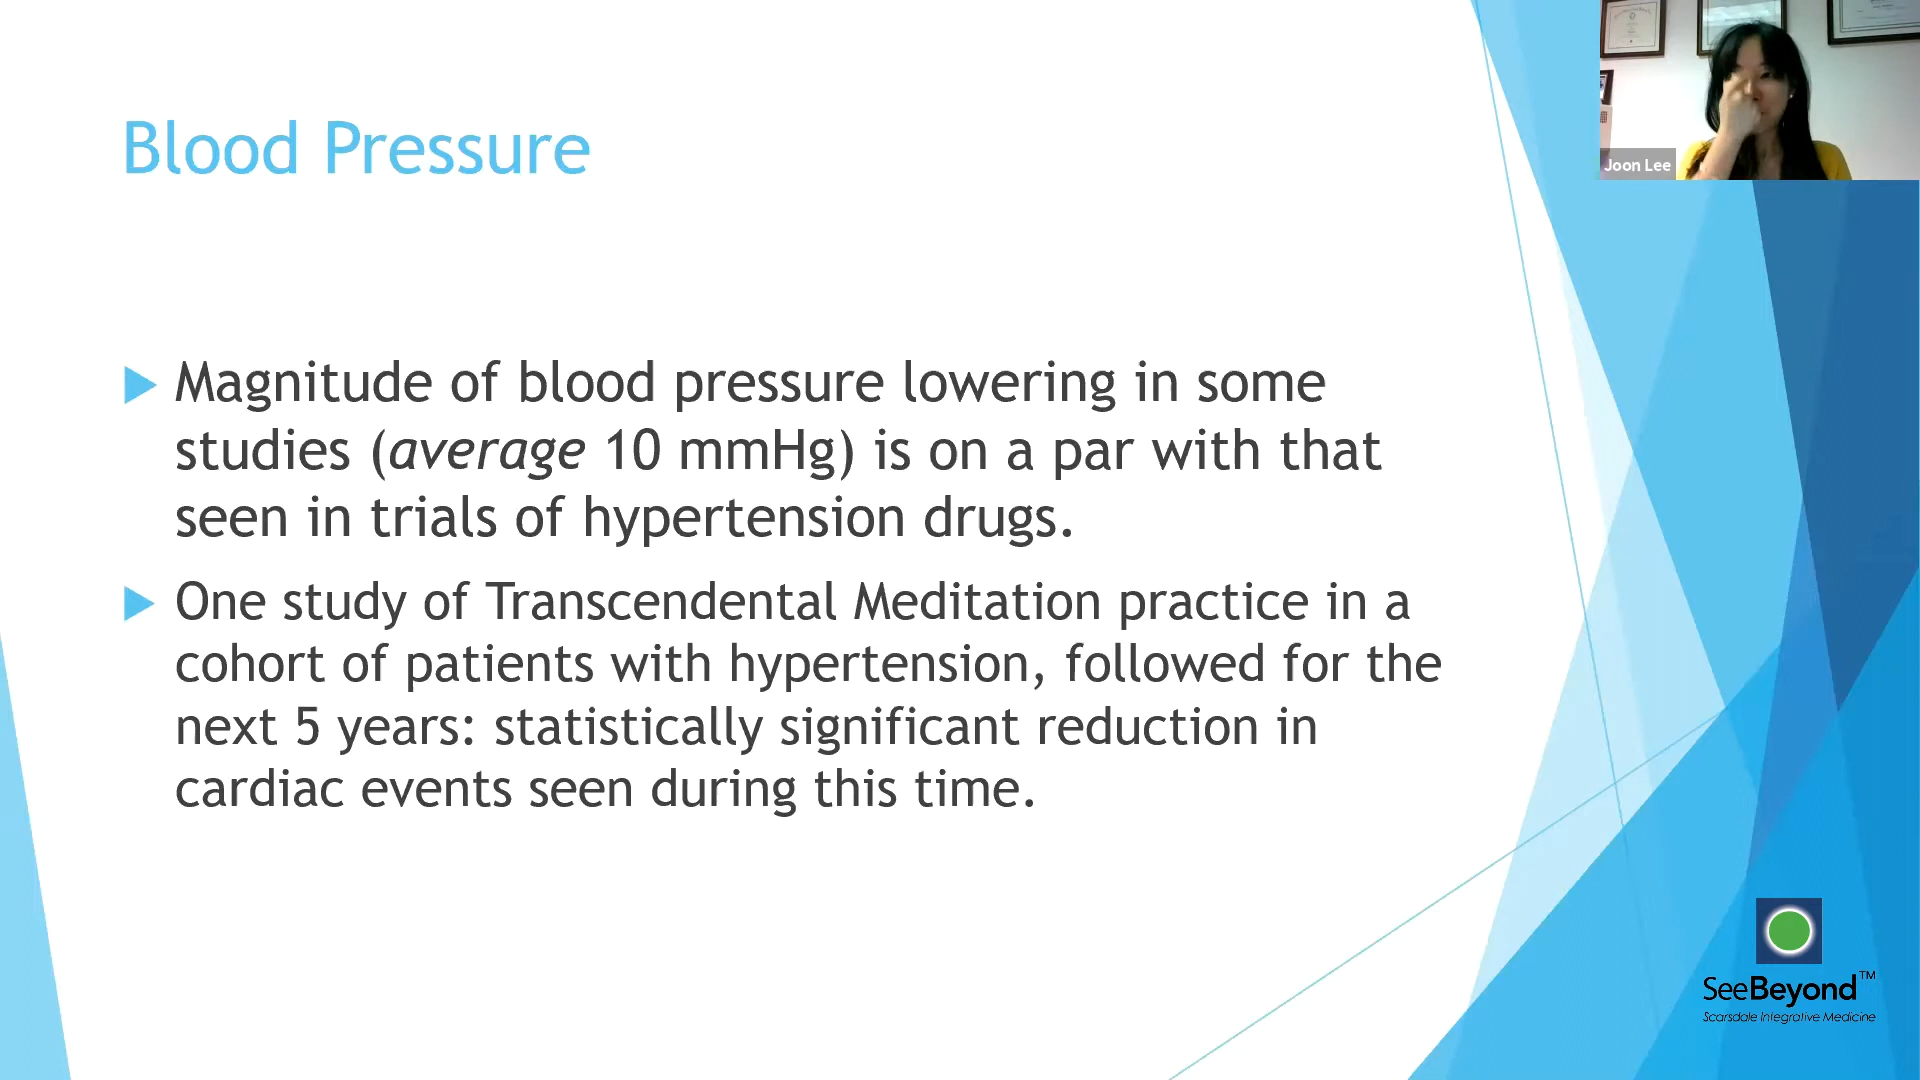 Blood Pressure
Magnitude of blood pressure lowering in some
studies (average 10 mmHg) is on a par with that
seen in trials of hypertension drugs.
One study of Transcendental Meditation practice in a
cohort of patients with hypertension, followed for the
next 5 years: statistically significant reduction in
cardiac events seen during this time.
Joon Lee
SeeBeyond™
Scarsdale Integrative Medicine